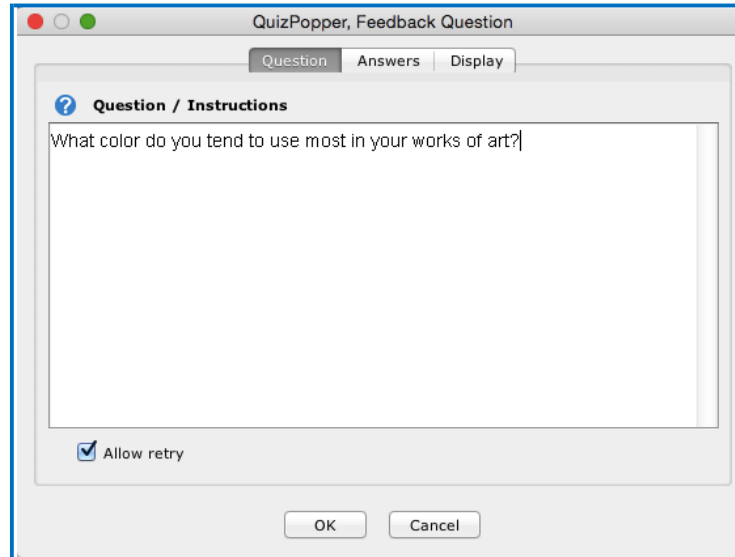 QuizPopper, Feedback Question
Question Answers Display
? Question / Instructions
What color do you tend to use most in your works of art?
Allow retry
OK Cancel